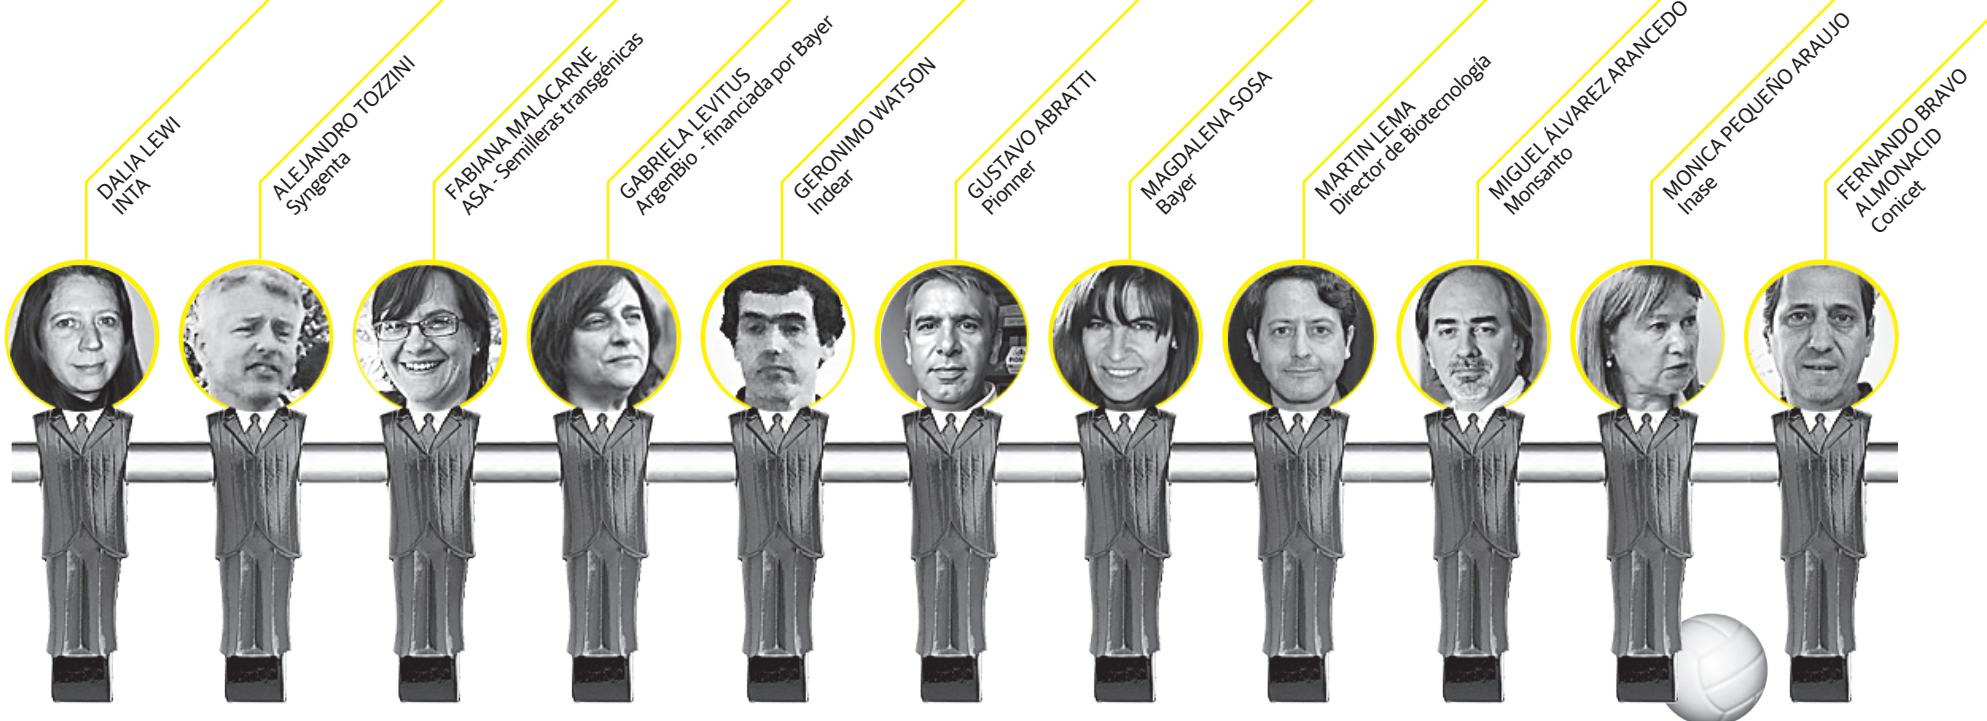 DALIA LEWI
INTA
ALEJANDRO TOZZINI
Syngenta
FABIANA MALACARNE
ASA - Semilleras transgénicas
GABRIELA LEVITUS
ArgenBio - financiada por Bayer
GERONIMO WATSON
Indear
GUSTAVO ABRATTI
Pionner
MAGDALENA SOSA
Bayer
MARTIN LEMA
Director de Biotecnología
MIGUEL ÁLVAREZ ARANCEDO
Monsanto
MONICA PEQUEÑO ARAUJO
Inase
FERNANDO BRAVO
ALMONACID
Conicet